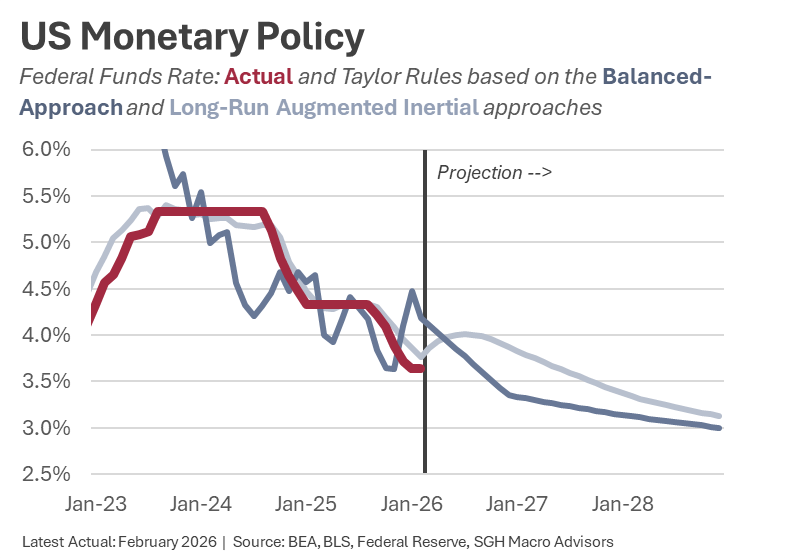 US Monetary Policy
Federal Funds Rate: Actual and Taylor Rules based on the Balanced-
Approach and Long-Run Augmented Inertial approaches
6.0%
Projection -->
5.5%
5.0%
4.5%
4.0%
3.5%
3.0%
2.5%
Jan-23 Jan-24 Jan-25 Jan-26 Jan-27 Jan-28
Latest Actual: February 2026 | Source: BEA, BLS, Federal Reserve, SGH Macro Advisors